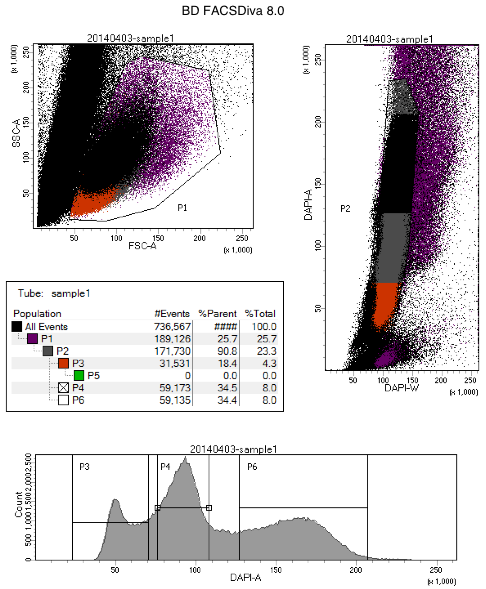 BD FACSDiva 8.0
20140403-sample1
(x 1,000)
SSC-A
50 100 150 200 250
P1
50 100 150 200 250
FSC-A
(x 1,000)
20140403-sample1
(x 1,000)
DAPI-A
50 100 150 200 250
P2
50 100 150 200 250
DAPI-W
(x 1,000)
Tube: sample1
Population #Events %Parent %Total
All Events 736,567 #### 100.0
P1 189,126 25.7 25.7
P2 171,730 90.8 23.3
P3 31,531 18.4 4.3
P5 0 0.0 0.0
P4 59,173 34.5 8.0
P6 59,135 34.4 8.0
20140403-sample1
Count
0 500 1,000 1,500 2,000 2,500
P3 P4 P6
50 100 150 200 250
DAPI-A
(x 1,000)